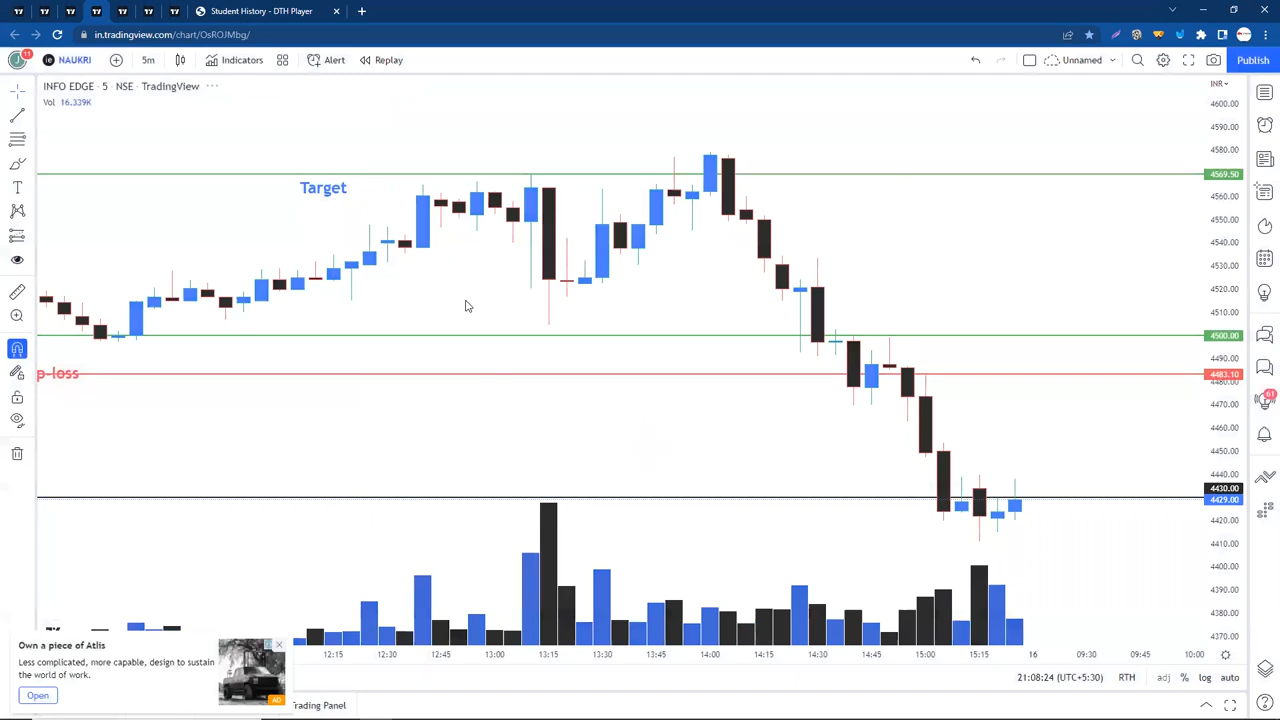 Student History - DTH Player
in.tradingview.com/chart/OsROJMbg/
11
NAUKRI
5m
Indicators
Alert
Replay
Unnamed
Publish
INFO EDGE · 5 · NSE · TradingView ···
Vol 16.339K
INR
4600.00
4590.00
4580.00
4569.50
4560.00
4550.00
4540.00
4530.00
4520.00
4510.00
4500.00
4490.00
4483.10
4480.00
4470.00
4460.00
4450.00
4440.00
4430.00
4429.00
4420.00
4410.00
4400.00
4390.00
4380.00
4370.00
Target
p-loss
61
Own a piece of Atlis
Less complicated, more capable, design to sustain
the world of work.
Open
AD
12:15 12:30 12:45 13:00 13:15 13:30 13:45 14:00 14:15 14:30 14:45 15:00 15:15 16 09:30 09:45 10:00
21:08:24 (UTC+5:30) RTH adj % log auto
Trading Panel